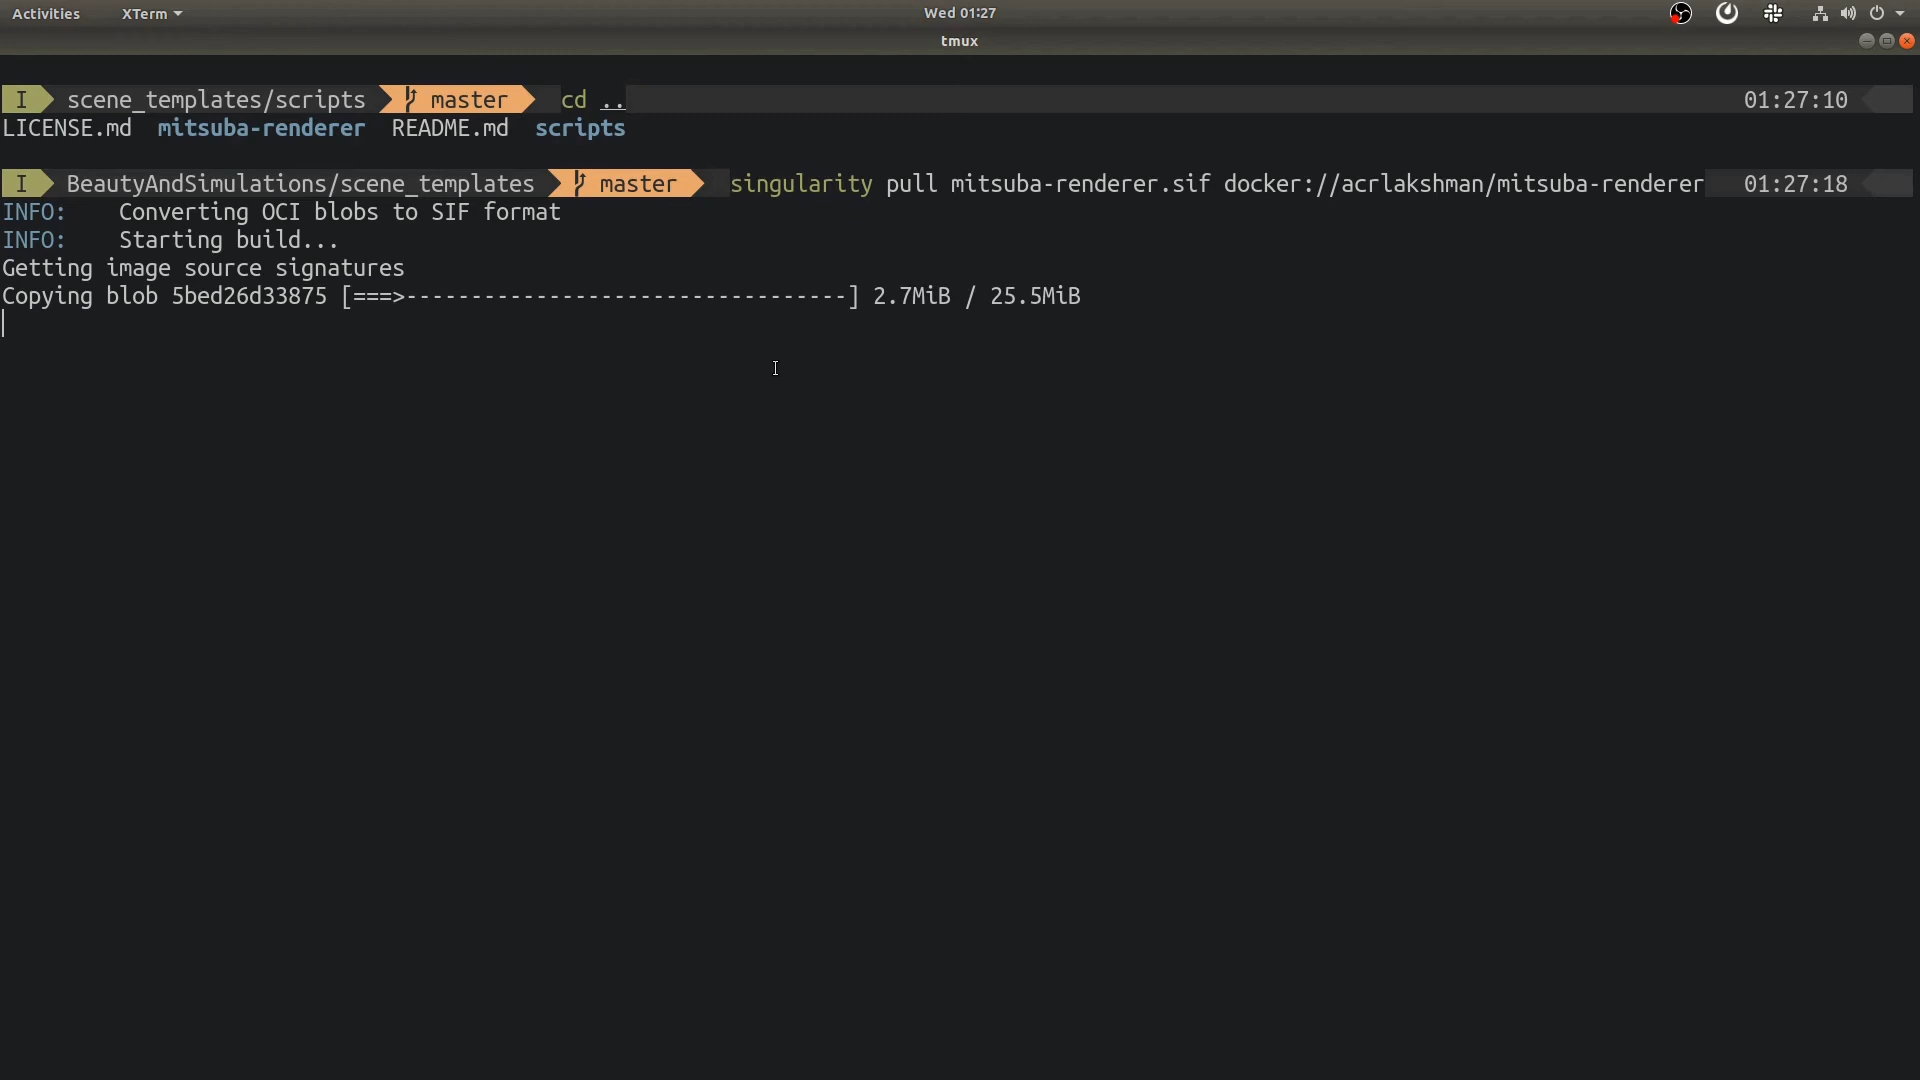 Activities XTerm Wed 01:27
tmux
I scene_templates/scripts master cd .. 01:27:10
LICENSE.md mitsuba-renderer README.md scripts
I BeautyAndSimulations/scene_templates master singularity pull mitsuba-renderer.sif docker://acrlakshman/mitsuba-renderer 01:27:18
INFO: Converting OCI blobs to SIF format
INFO: Starting build...
Getting image source signatures
Copying blob 5bed26d33875 [===>----------------------------------] 2.7MiB / 25.5MiB